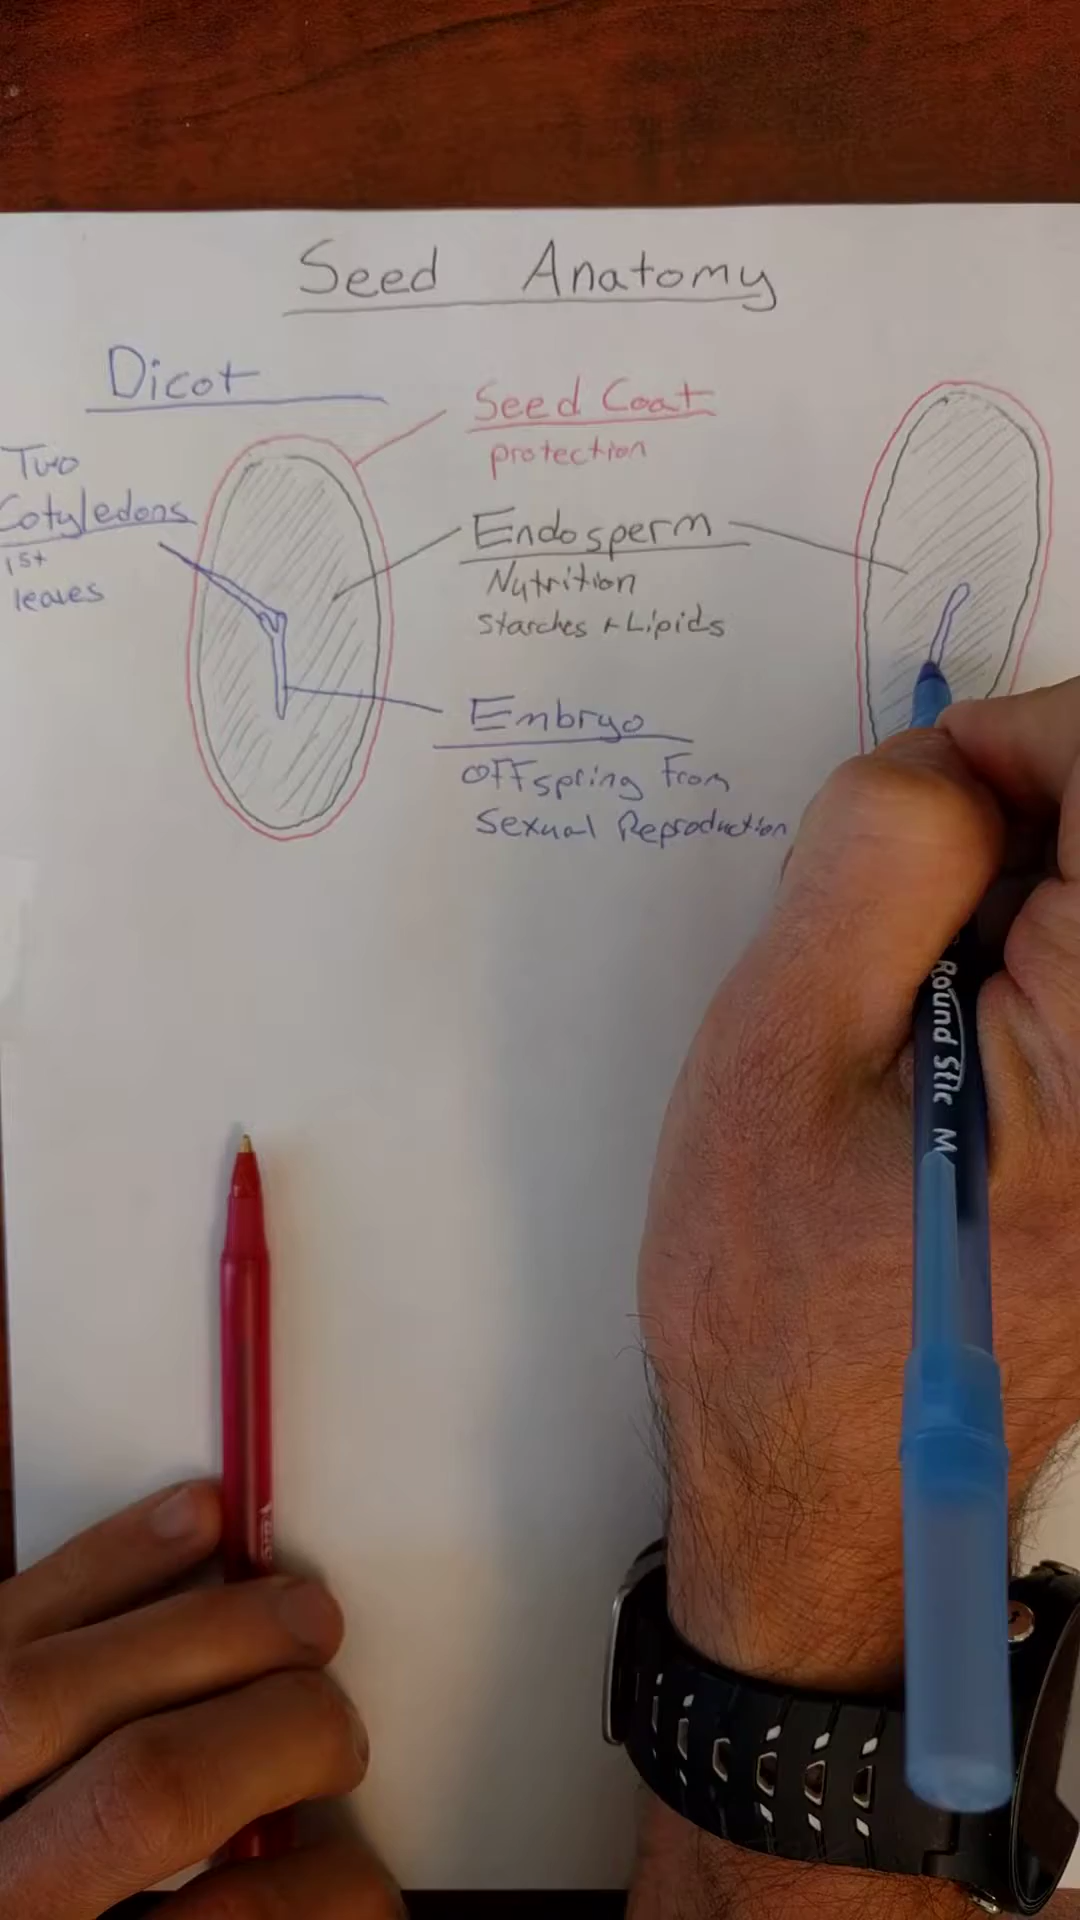 Seed Anatomy
Dicot
Two
Cotyledons
1st
leaves
Seed Coat
protection
Endosperm
Nutrition
Starches + Lipids
Embryo
OFFspring From
Sexual Reproduction
Round Stic M